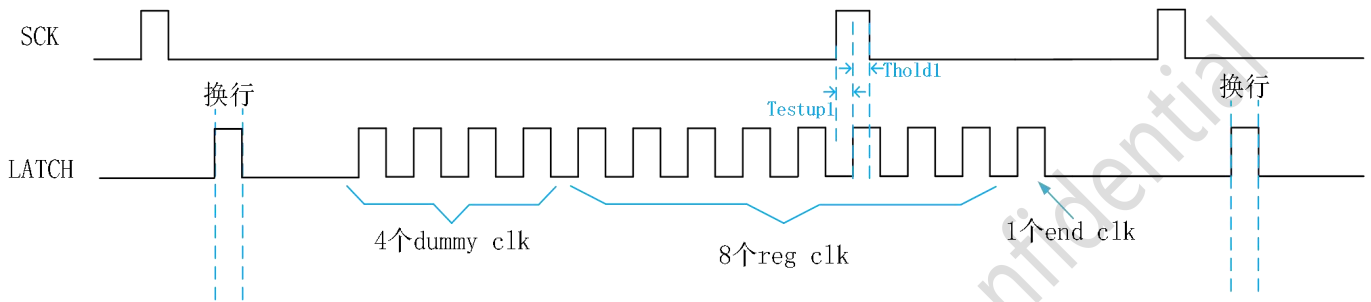 SCK
Thold1
Testup1
换行
换行
LATCH
4个dummy clk
8个reg clk
1个end clk
nfidential